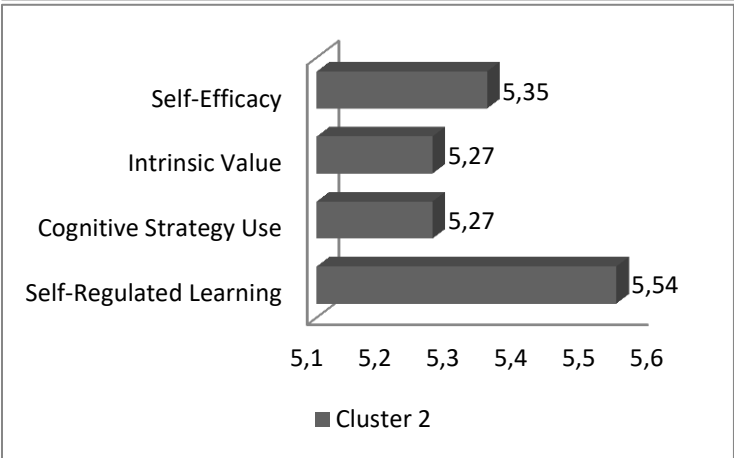 Self-Efficacy 5,35
Intrinsic Value 5,27
Cognitive Strategy Use 5,27
Self-Regulated Learning 5,54
5,1 5,2 5,3 5,4 5,5 5,6
Cluster 2